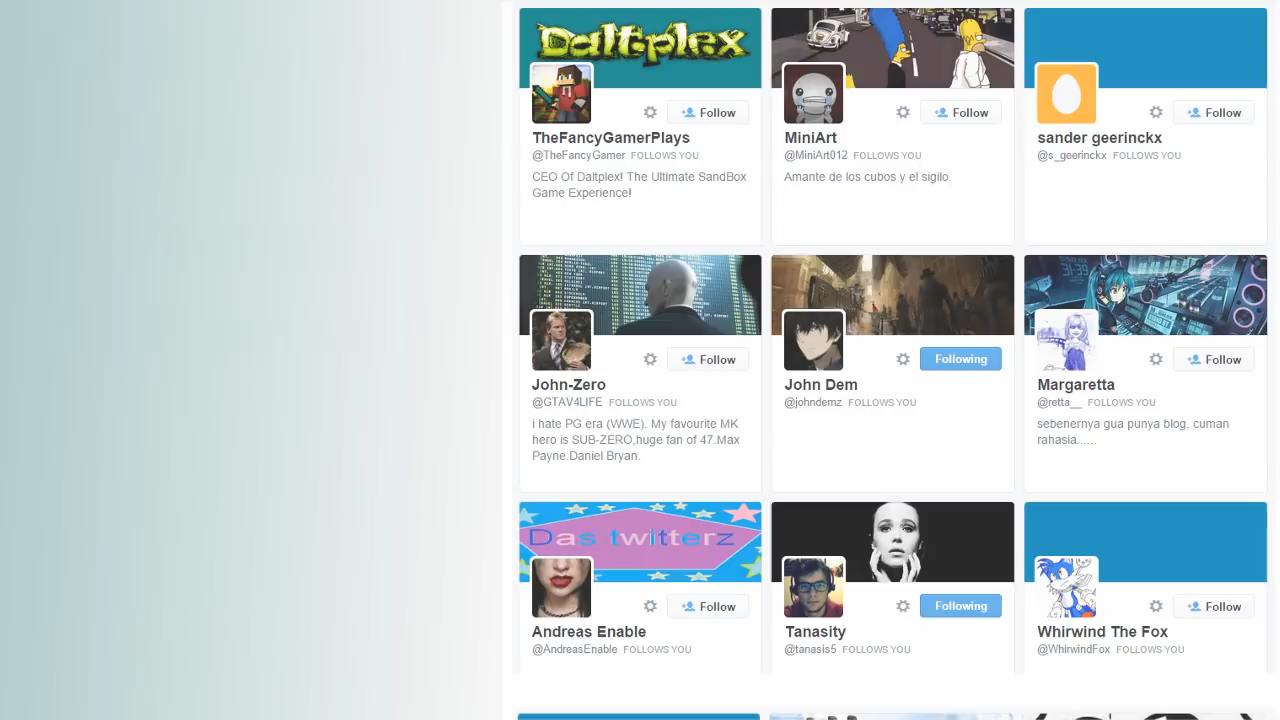 Daltplex
Follow
TheFancyGamerPlays
@TheFancyGamer FOLLOWS YOU
CEO Of Daltplex! The Ultimate SandBox
Game Experience!
Follow
MiniArt
@MiniArt012 FOLLOWS YOU
Amante de los cubos y el sigilo.
Follow
sander geerinckx
@s_geerinckx FOLLOWS YOU
Follow
John-Zero
@GTAV4LIFE FOLLOWS YOU
i hate PG era (WWE). My favourite MK
hero is SUB-ZERO,huge fan of 47.Max
Payne.Daniel Bryan.
Following
John Dem
@johndemz FOLLOWS YOU
Follow
Margaretta
@retta__ FOLLOWS YOU
sebenernya gua punya blog, cuman
rahasia......
Das twitterz
Follow
Andreas Enable
@AndreasEnable FOLLOWS YOU
Following
Tanasity
@tanasis5 FOLLOWS YOU
Follow
Whirwind The Fox
@WhirwindFox FOLLOWS YOU